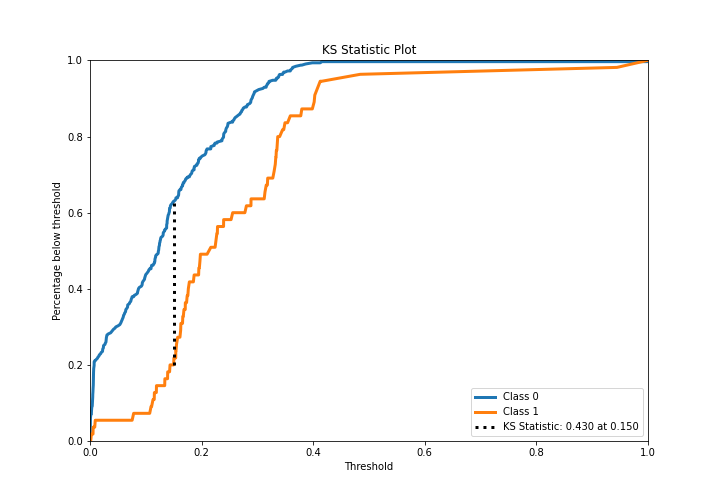 KS Statistic Plot
1.0
0.8
0.6
0.4
0.2
0.0
Percentage below threshold
0.0 0.2 0.4 0.6 0.8 1.0
Threshold
Class 0
Class 1
KS Statistic: 0.430 at 0.150